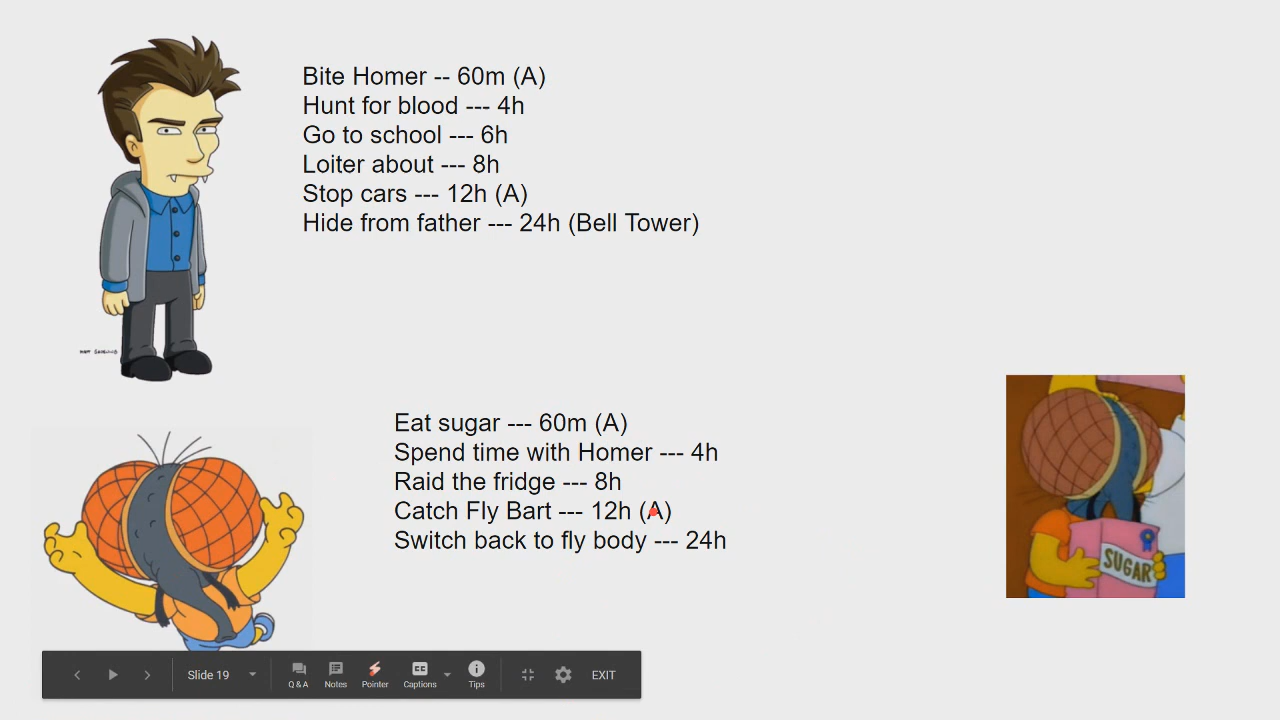 Bite Homer -- 60m (A)
Hunt for blood --- 4h
Go to school --- 6h
Loiter about --- 8h
Stop cars --- 12h (A)
Hide from father --- 24h (Bell Tower)
Eat sugar --- 60m (A)
Spend time with Homer --- 4h
Raid the fridge --- 8h
Catch Fly Bart --- 12h (A)
Switch back to fly body --- 24h
SUGAR
Slide 19
Q & A
Notes
Pointer
CC
Captions
Tips
EXIT